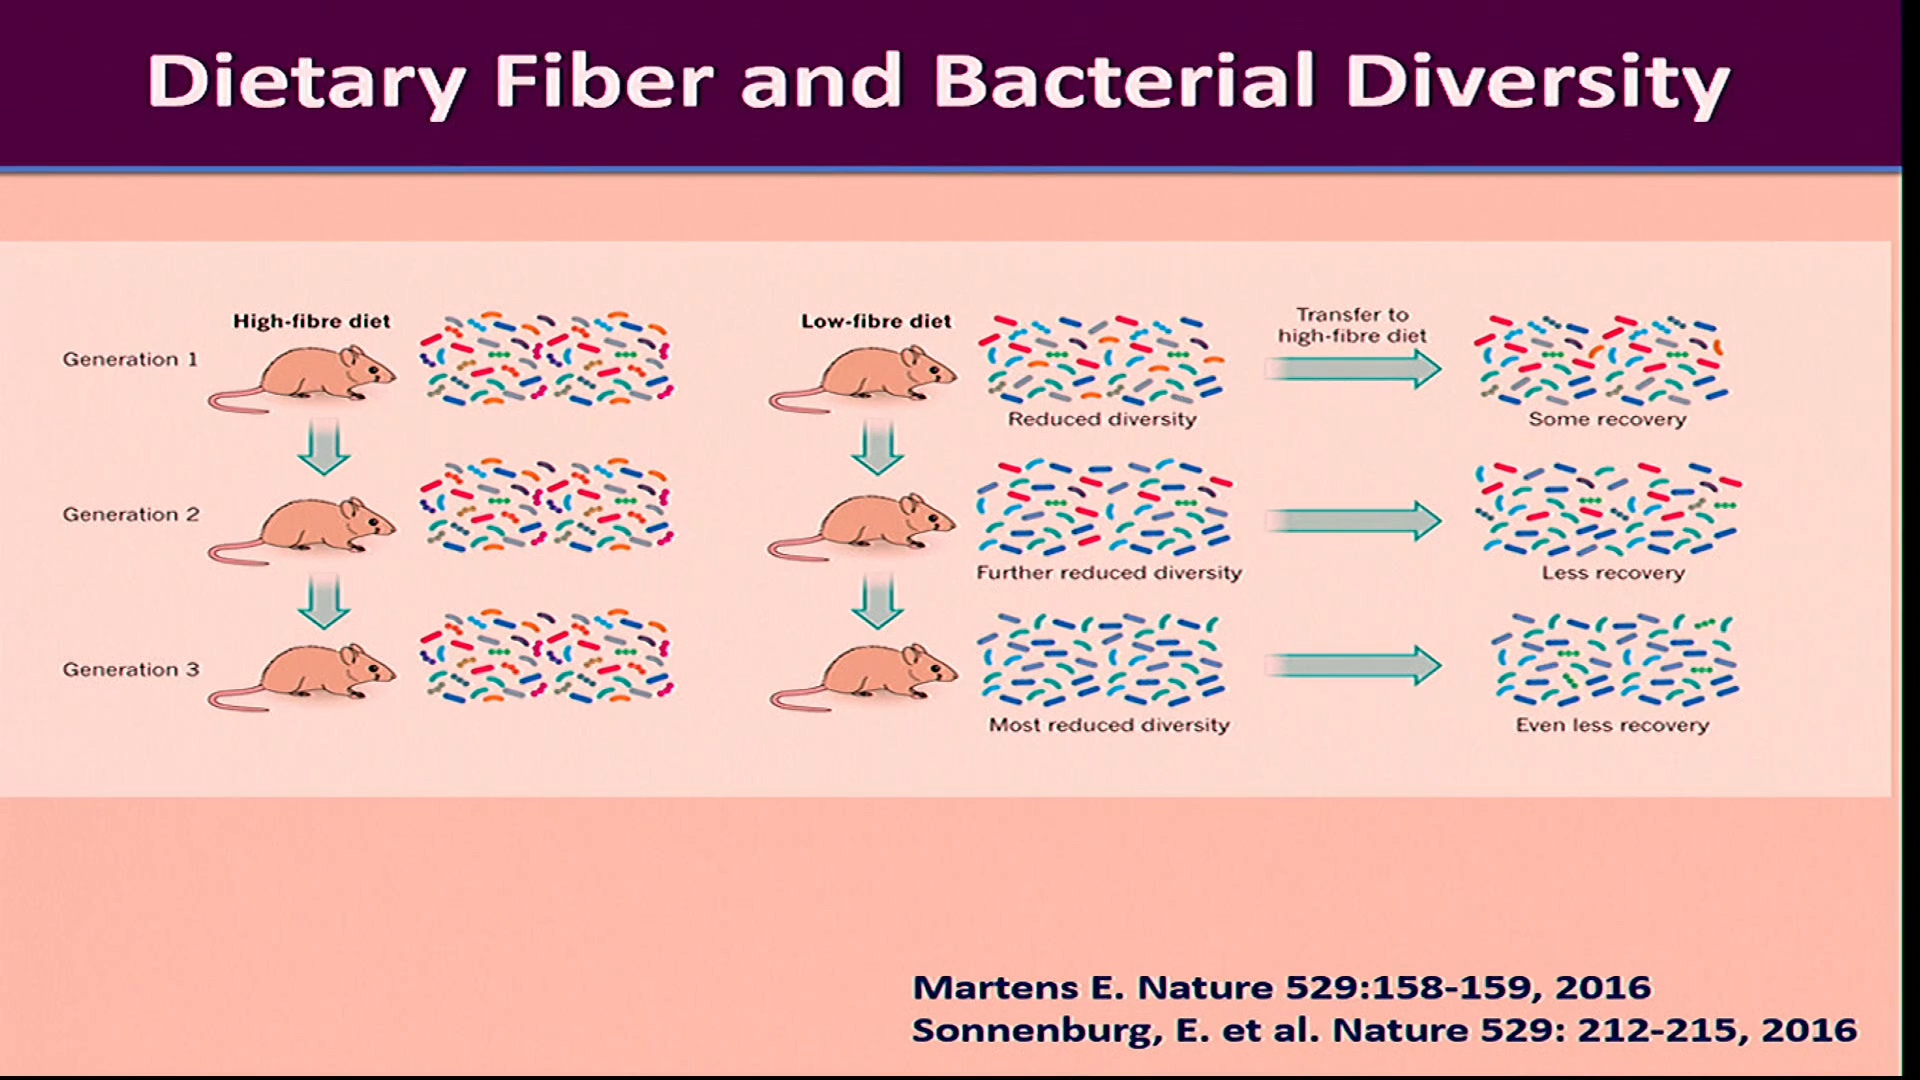 Dietary Fiber and Bacterial Diversity
High-fibre diet
Low-fibre diet
Transfer to
high-fibre diet
Generation 1
Reduced diversity
Some recovery
Generation 2
Further reduced diversity
Less recovery
Generation 3
Most reduced diversity
Even less recovery
Martens E. Nature 529:158-159, 2016
Sonnenburg, E. et al. Nature 529: 212-215, 2016